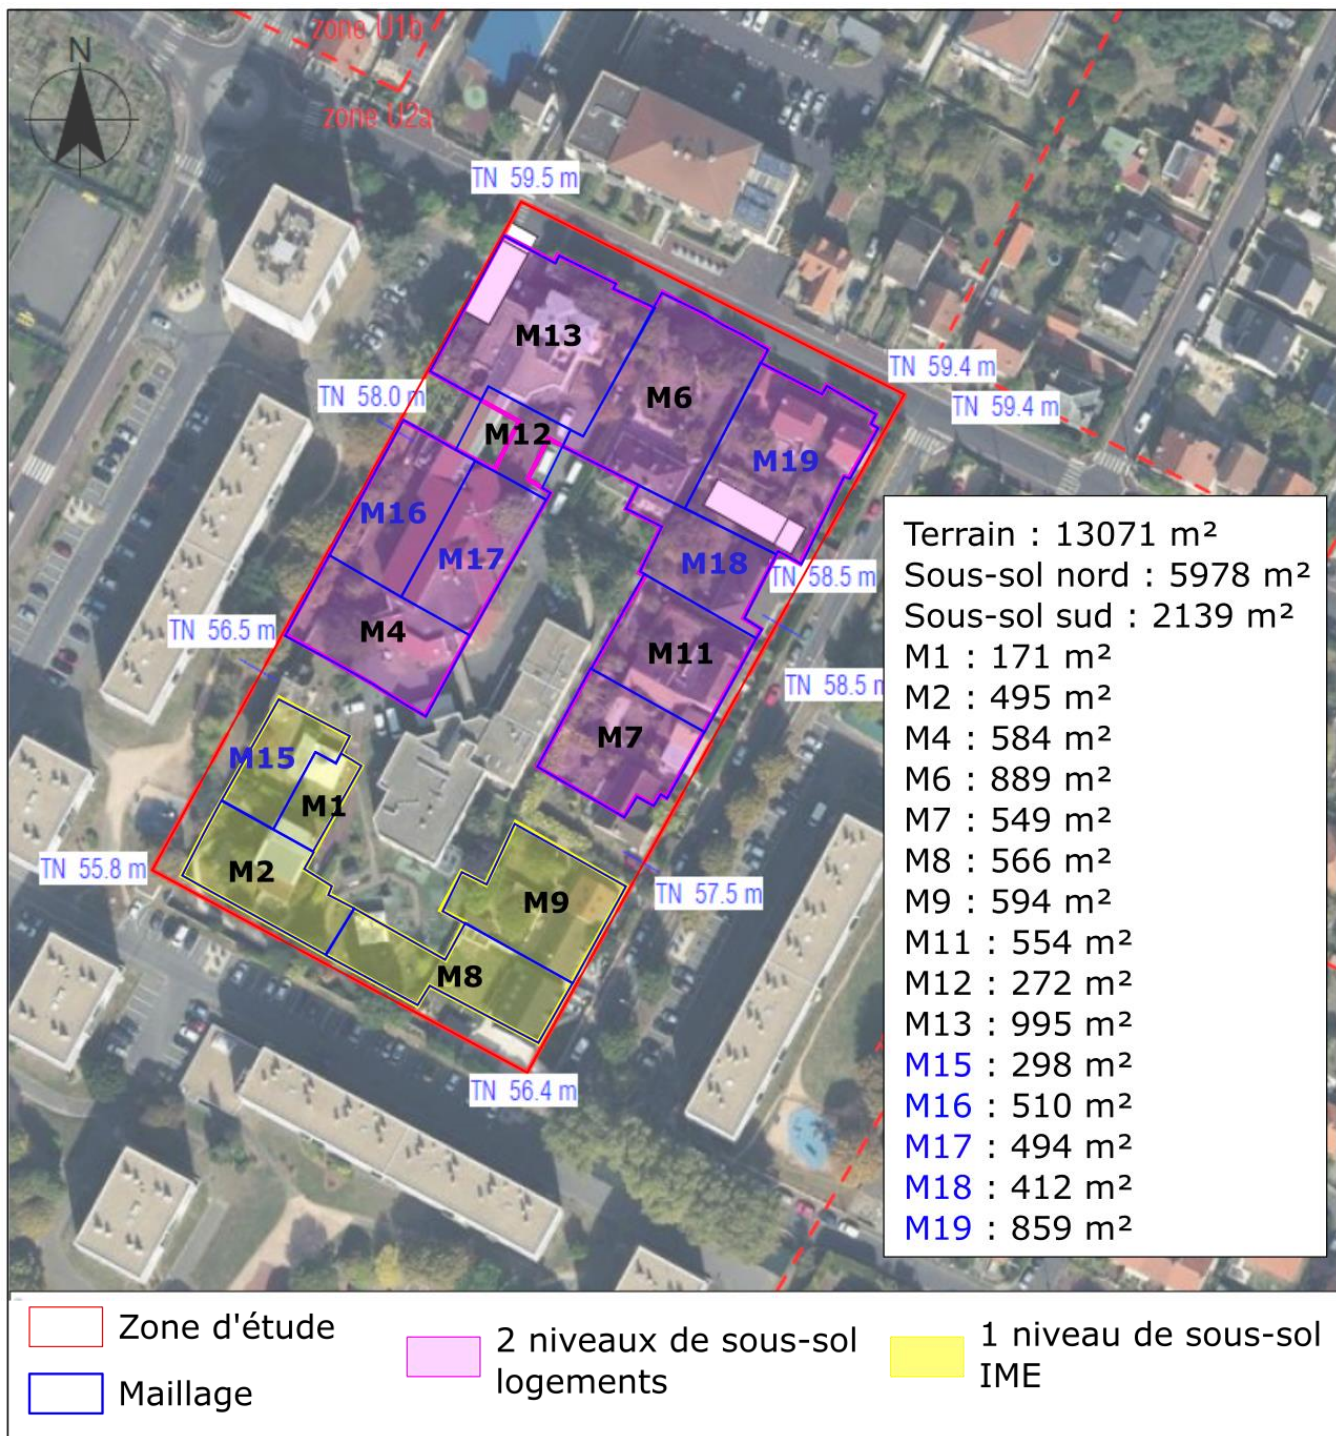 zone U1b
N
zone U2a
TN 59.5 m
TN 59.4 m
TN 59.4 m
TN 58.0 m
M13
M6
M12
M19
M16
M17
M18
TN 58.5 m
TN 56.5 m
M4
M11
TN 58.5 m
M7
M15
M1
TN 55.8 m
M2
M9
TN 57.5 m
M8
TN 56.4 m
Terrain : 13071 m²
Sous-sol nord : 5978 m²
Sous-sol sud : 2139 m²
M1 : 171 m²
M2 : 495 m²
M4 : 584 m²
M6 : 889 m²
M7 : 549 m²
M8 : 566 m²
M9 : 594 m²
M11 : 554 m²
M12 : 272 m²
M13 : 995 m²
M15 : 298 m²
M16 : 510 m²
M17 : 494 m²
M18 : 412 m²
M19 : 859 m²
Zone d'étude
Maillage
2 niveaux de sous-sol
logements
1 niveau de sous-sol
IME